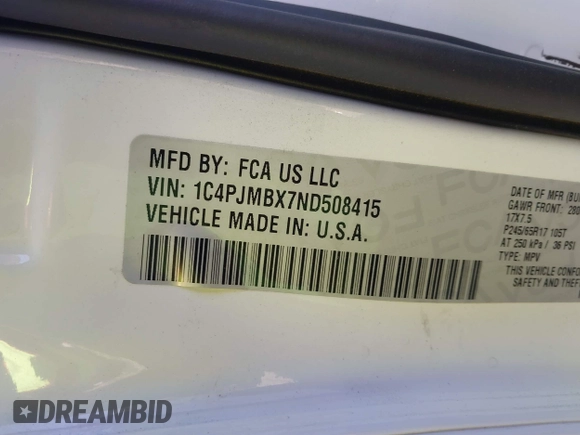 MFD BY: FCA US LLC
VIN: 1C4PJMBX7ND508415
VEHICLE MADE IN: U.S.A.
DATE OF MFR
GAWR FRONT:
17X7.5
P245/65R17 105T
AT 250 kPa / 36 PSI
TYPE: MPV
THIS VEHICLE
SAFETY, AND
DREAMBID